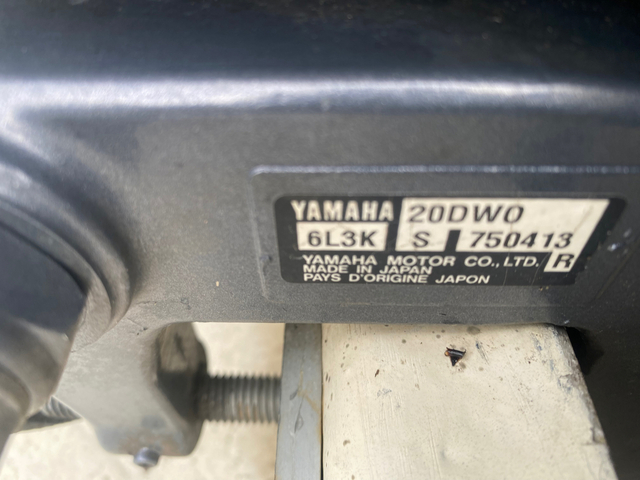 YAMAHA 20DWO
6L3K S 750413
YAMAHA MOTOR CO., LTD. R
MADE IN JAPAN
PAYS D'ORIGINE JAPON